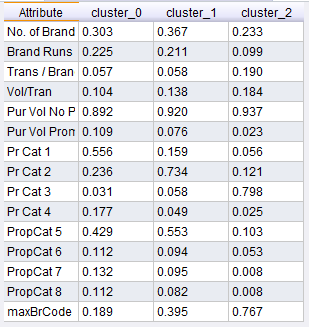 Attribute cluster_0 cluster_1 cluster_2
No. of Brand 0.303 0.367 0.233
Brand Runs 0.225 0.211 0.099
Trans / Bran 0.057 0.058 0.190
Vol/Tran 0.104 0.138 0.184
Pur Vol No P 0.892 0.920 0.937
Pur Vol Prom 0.109 0.076 0.023
Pr Cat 1 0.556 0.159 0.056
Pr Cat 2 0.236 0.734 0.121
Pr Cat 3 0.031 0.058 0.798
Pr Cat 4 0.177 0.049 0.025
PropCat 5 0.429 0.553 0.103
PropCat 6 0.112 0.094 0.053
PropCat 7 0.132 0.095 0.008
PropCat 8 0.112 0.082 0.008
maxBrCode 0.189 0.395 0.767